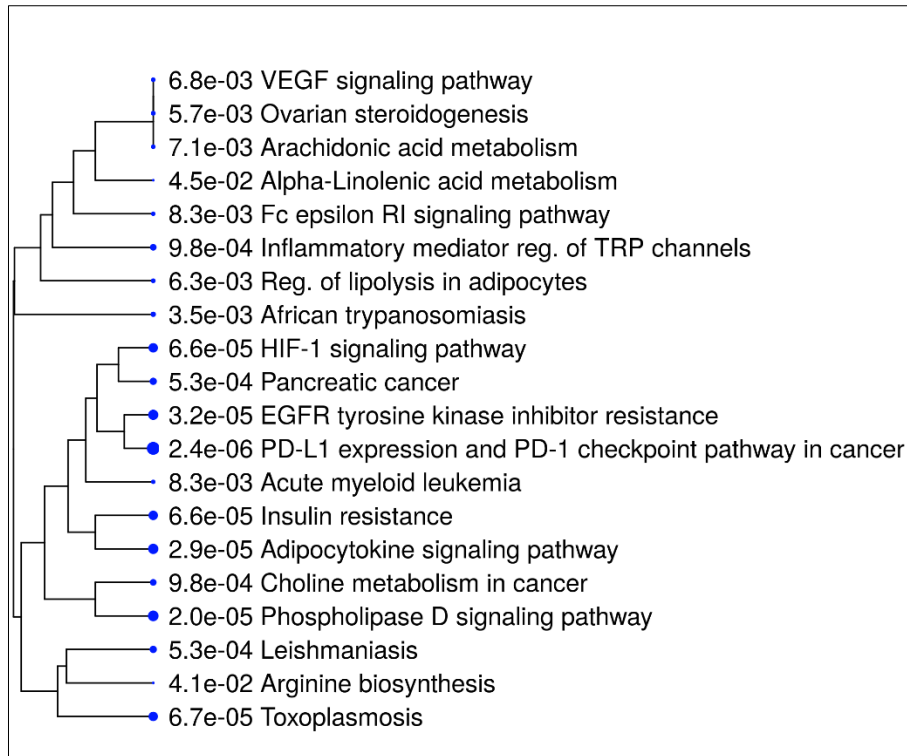 6.8e-03 VEGF signaling pathway
5.7e-03 Ovarian steroidogenesis
7.1e-03 Arachidonic acid metabolism
4.5e-02 Alpha-Linolenic acid metabolism
8.3e-03 Fc epsilon RI signaling pathway
9.8e-04 Inflammatory mediator reg. of TRP channels
6.3e-03 Reg. of lipolysis in adipocytes
3.5e-03 African trypanosomiasis
6.6e-05 HIF-1 signaling pathway
5.3e-04 Pancreatic cancer
3.2e-05 EGFR tyrosine kinase inhibitor resistance
2.4e-06 PD-L1 expression and PD-1 checkpoint pathway in cancer
8.3e-03 Acute myeloid leukemia
6.6e-05 Insulin resistance
2.9e-05 Adipocytokine signaling pathway
9.8e-04 Choline metabolism in cancer
2.0e-05 Phospholipase D signaling pathway
5.3e-04 Leishmaniasis
4.1e-02 Arginine biosynthesis
6.7e-05 Toxoplasmosis